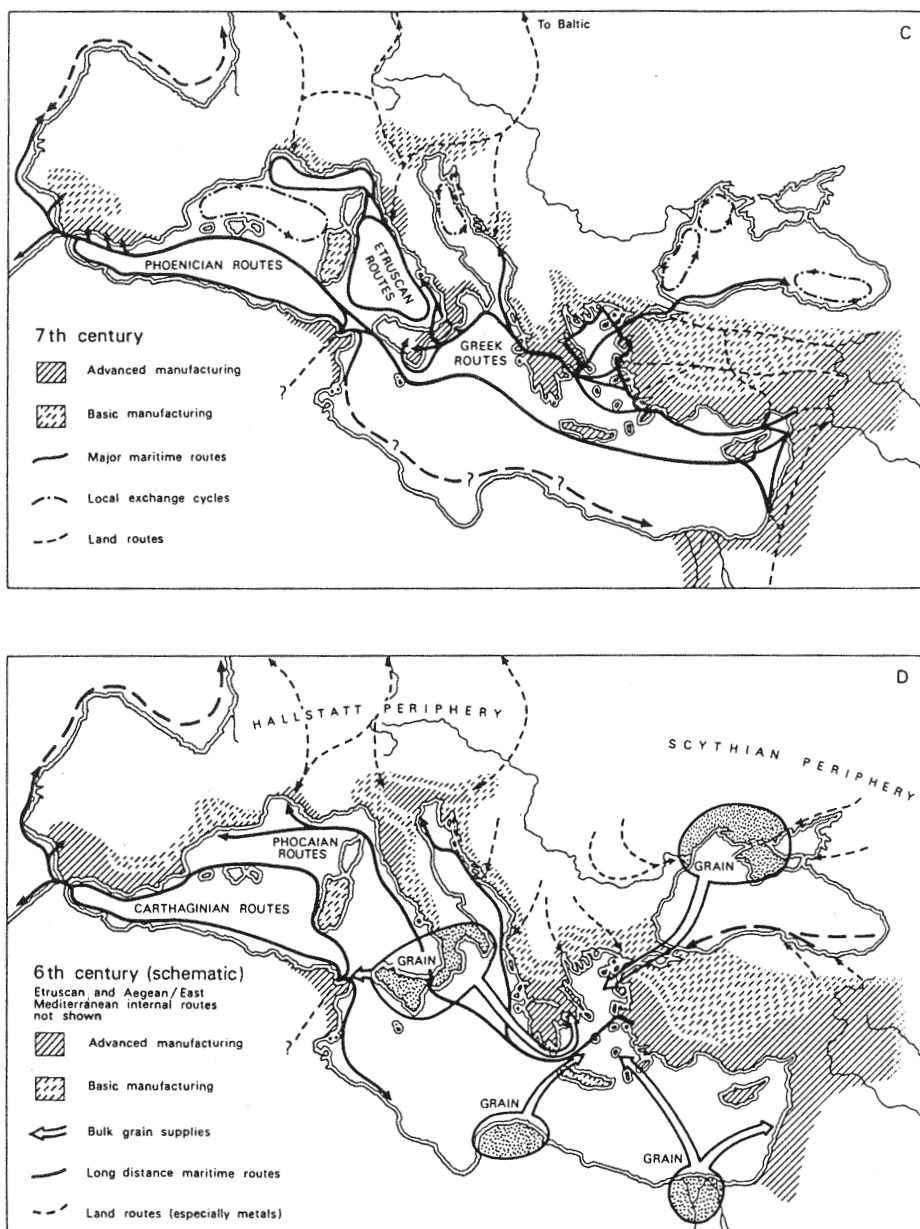 To Baltic
C
PHOENICIAN ROUTES
ETRUSCAN
ROUTES
GREEK
ROUTES
7th century
Advanced manufacturing
Basic manufacturing
Major maritime routes
Local exchange cycles
Land routes
?
?
?
?
D
HALLSTATT PERIPHERY
SCYTHIAN PERIPHERY
PHOCAIAN
ROUTES
CARTHAGINIAN ROUTES
GRAIN
GRAIN
6th century (schematic)
Etruscan and Aegean/East
Mediterranean internal routes
not shown
Advanced manufacturing
Basic manufacturing
Bulk grain supplies
Long distance maritime routes
Land routes (especially metals)
?
GRAIN
GRAIN